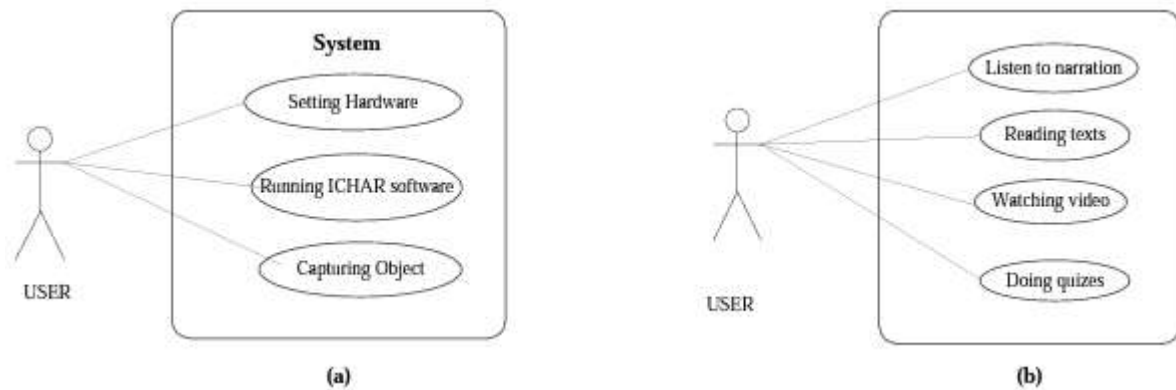 System
Setting Hardware
Running ICHAR software
Capturing Object
USER
(a)
Listen to narration
Reading texts
Watching video
Doing quizes
USER
(b)